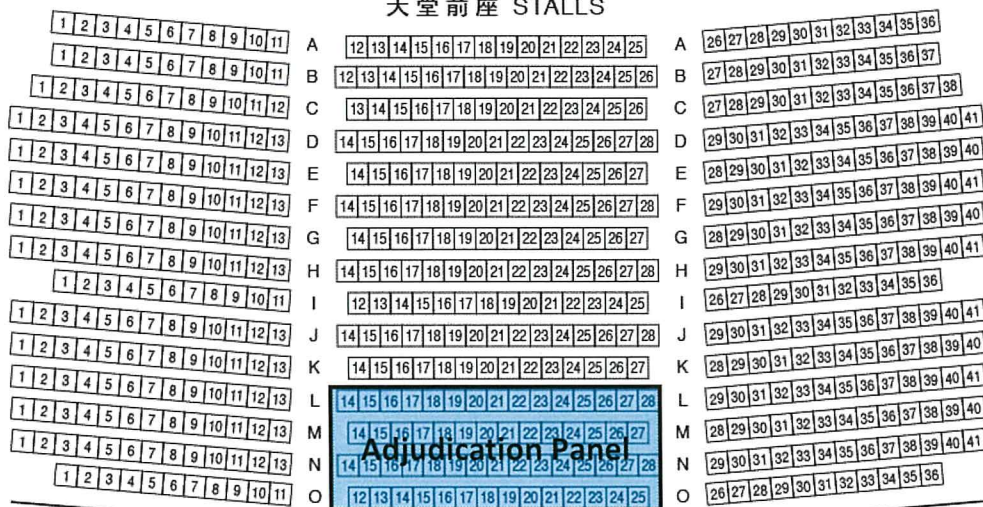 天堂前座 STALLS
1 2 3 4 5 6 7 8 9 10 11 A 12 13 14 15 16 17 18 19 20 21 22 23 24 25 A 26 27 28 29 30 31 32 33 34 35 36
1 2 3 4 5 6 7 8 9 10 11 B 12 13 14 15 16 17 18 19 20 21 22 23 24 25 26 B 27 28 29 30 31 32 33 34 35 36 37
1 2 3 4 5 6 7 8 9 10 11 12 C 13 14 15 16 17 18 19 20 21 22 23 24 25 26 C 27 28 29 30 31 32 33 34 35 36 37 38
1 2 3 4 5 6 7 8 9 10 11 12 13 D 14 15 16 17 18 19 20 21 22 23 24 25 26 27 28 D 29 30 31 32 33 34 35 36 37 38 39 40 41
1 2 3 4 5 6 7 8 9 10 11 12 13 E 14 15 16 17 18 19 20 21 22 23 24 25 26 27 E 28 29 30 31 32 33 34 35 36 37 38 39 40
1 2 3 4 5 6 7 8 9 10 11 12 13 F 14 15 16 17 18 19 20 21 22 23 24 25 26 27 28 F 29 30 31 32 33 34 35 36 37 38 39 40 41
1 2 3 4 5 6 7 8 9 10 11 12 13 G 14 15 16 17 18 19 20 21 22 23 24 25 26 27 G 28 29 30 31 32 33 34 35 36 37 38 39 40
1 2 3 4 5 6 7 8 9 10 11 12 13 H 14 15 16 17 18 19 20 21 22 23 24 25 26 27 28 H 29 30 31 32 33 34 35 36 37 38 39 40 41
1 2 3 4 5 6 7 8 9 10 11 I 12 13 14 15 16 17 18 19 20 21 22 23 24 25 I 26 27 28 29 30 31 32 33 34 35 36
1 2 3 4 5 6 7 8 9 10 11 12 13 J 14 15 16 17 18 19 20 21 22 23 24 25 26 27 28 J 29 30 31 32 33 34 35 36 37 38 39 40 41
1 2 3 4 5 6 7 8 9 10 11 12 13 K 14 15 16 17 18 19 20 21 22 23 24 25 26 27 K 28 29 30 31 32 33 34 35 36 37 38 39 40
1 2 3 4 5 6 7 8 9 10 11 12 13 L 14 15 16 17 18 19 20 21 22 23 24 25 26 27 28 L 29 30 31 32 33 34 35 36 37 38 39 40 41
1 2 3 4 5 6 7 8 9 10 11 12 13 M 14 15 16 17 18 19 20 21 22 23 24 25 26 27 M 28 29 30 31 32 33 34 35 36 37 38 39 40
Adjudication Panel
1 2 3 4 5 6 7 8 9 10 11 12 13 N 14 15 16 17 18 19 20 21 22 23 24 25 26 27 28 N 29 30 31 32 33 34 35 36 37 38 39 40 41
1 2 3 4 5 6 7 8 9 10 11 O 12 13 14 15 16 17 18 19 20 21 22 23 24 25 O 26 27 28 29 30 31 32 33 34 35 36